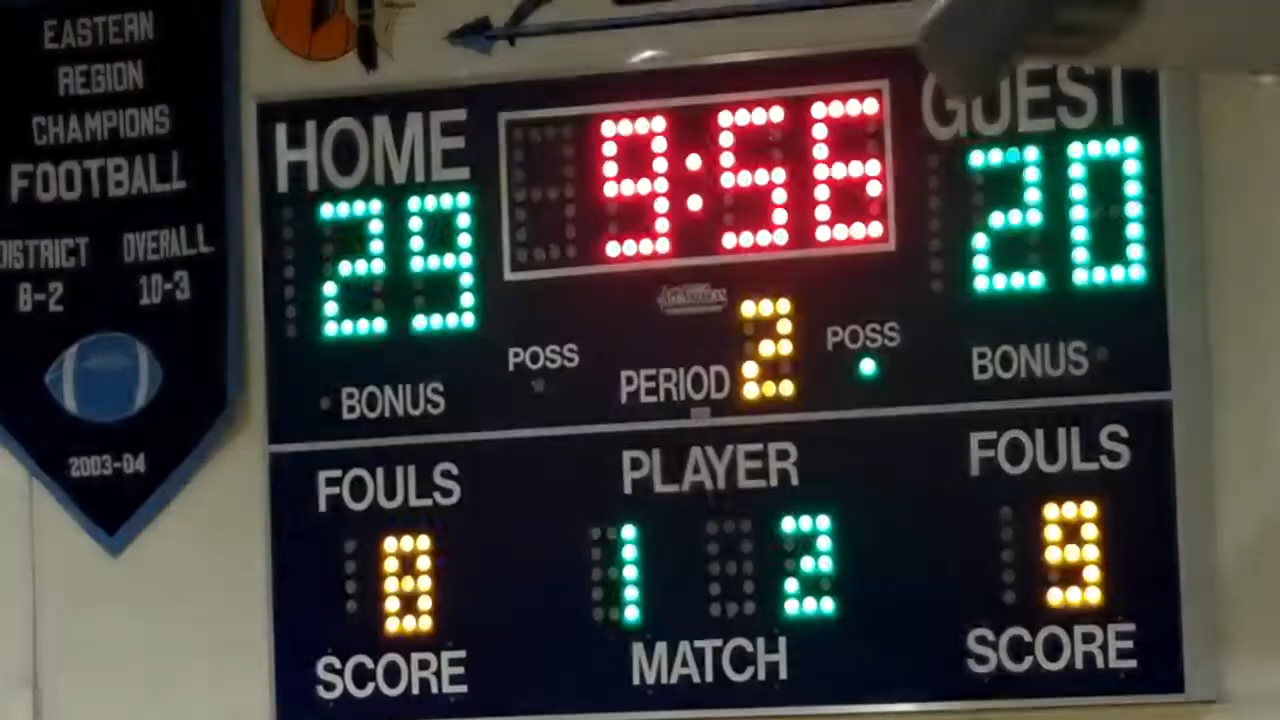 EASTERN
REGION
CHAMPIONS
FOOTBALL
DISTRICT OVERALL
8-2 10-3
2003-04
HOME 9:56 GUEST
29 20
POSS PERIOD 2 POSS
BONUS BONUS
FOULS PLAYER FOULS
8 1 2 9
SCORE MATCH SCORE